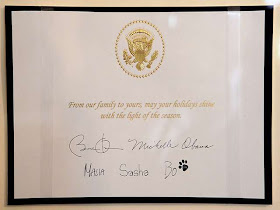 From our family to yours, may your holidays shine
with the light of the season.
Michelle Obama
Malia Sasha Bo